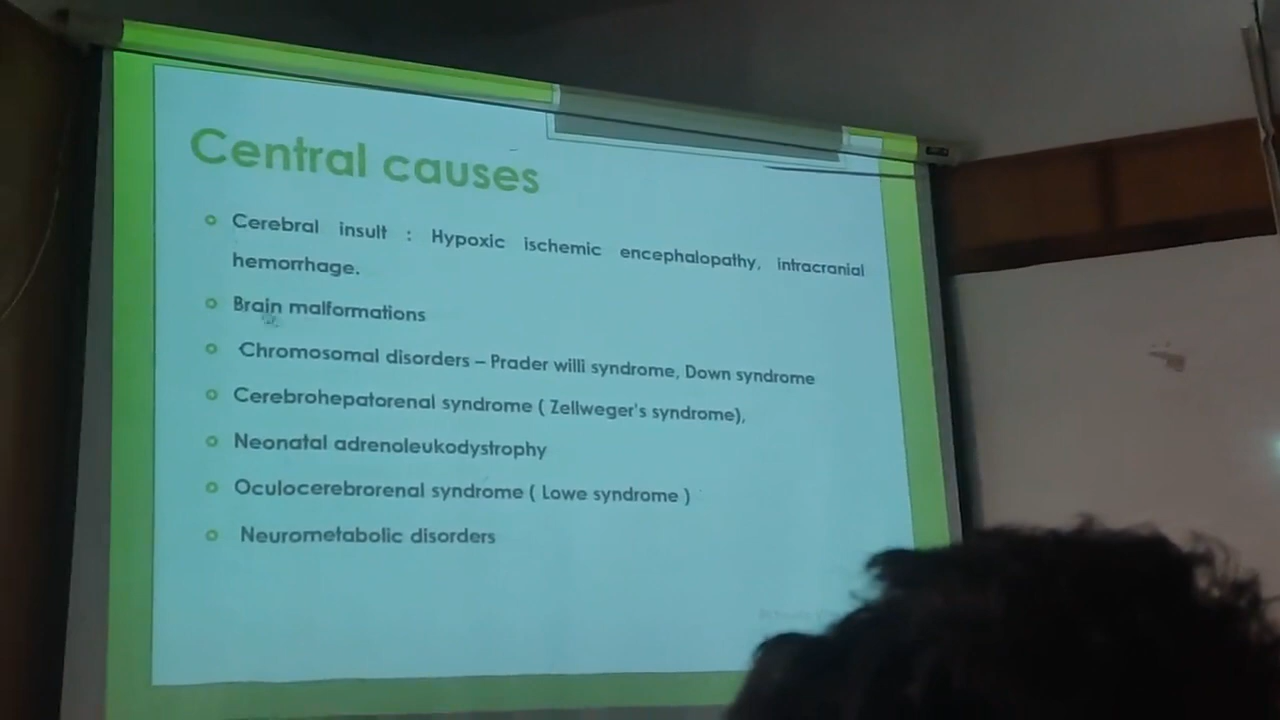 Central causes
Cerebral insult : Hypoxic ischemic encephalopathy, intracranial
hemorrhage.
Brain malformations
Chromosomal disorders – Prader willi syndrome, Down syndrome
Cerebrohepatorenal syndrome ( Zellweger's syndrome),
Neonatal adrenoleukodystrophy
Oculocerebrorenal syndrome ( Lowe syndrome )
Neurometabolic disorders